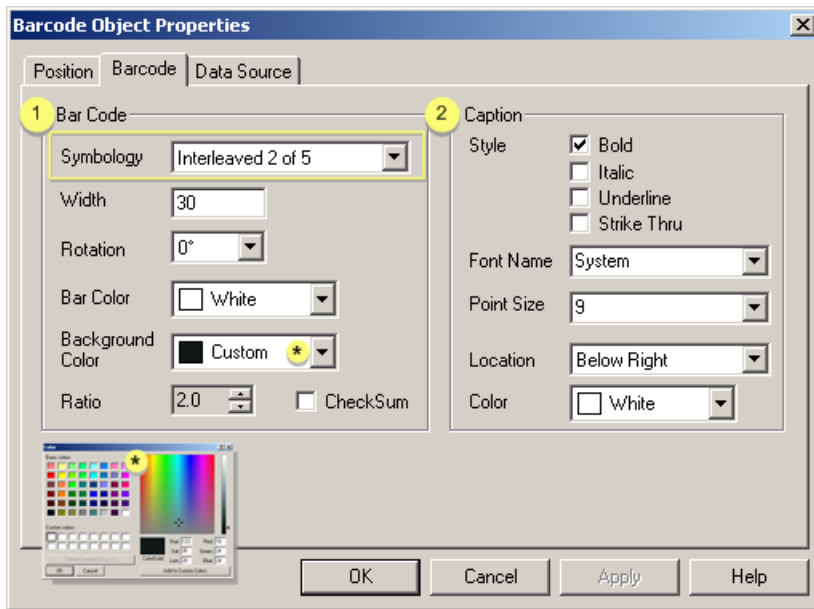 Barcode Object Properties
Position Barcode Data Source
1 Bar Code
Symbology Interleaved 2 of 5
Width 30
Rotation 0°
Bar Color White
Background Color Custom *
Ratio 2.0 CheckSum
2 Caption
Style Bold
Italic
Underline
Strike Thru
Font Name System
Point Size 9
Location Below Right
Color White
*
OK Cancel Apply Help